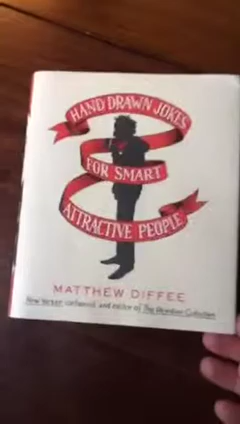 HAND DRAWN JOKES
FOR SMART
ATTRACTIVE PEOPLE
MATTHEW DIFFEE
New Yorker cartoonist and editor of The Rejection Collection